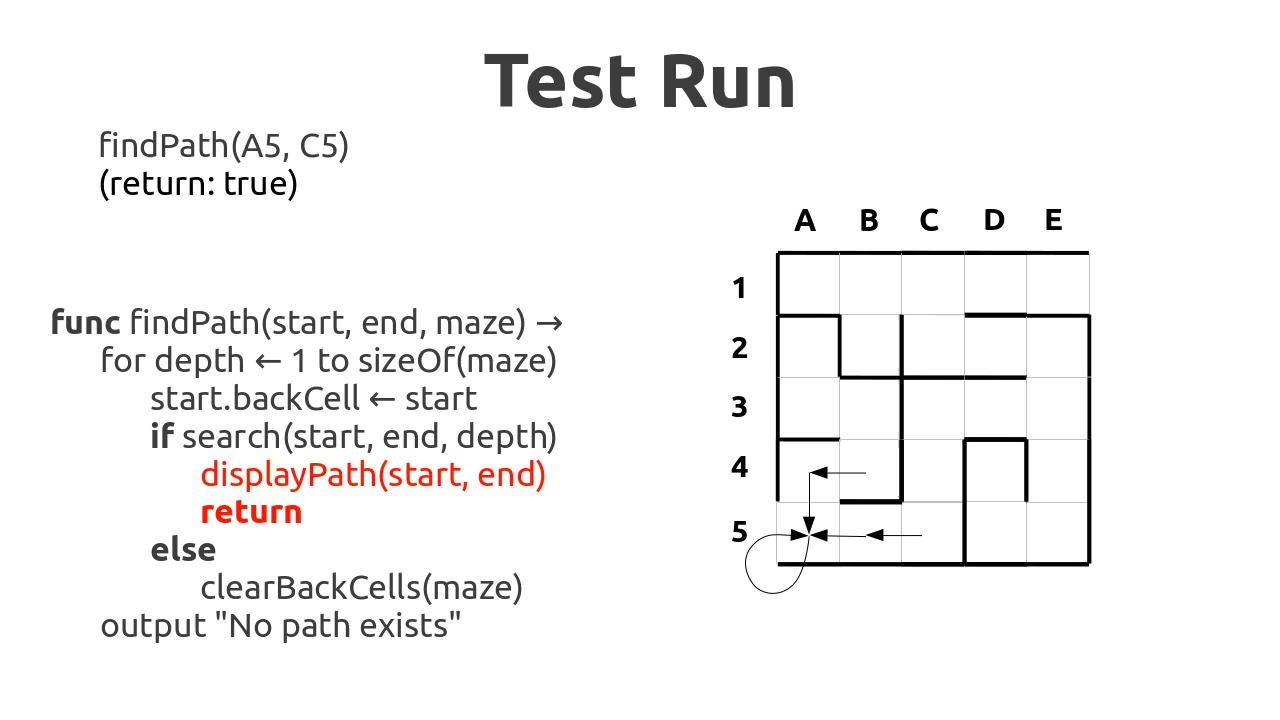 Test Run
findPath(A5, C5)
(return: true)
func findPath(start, end, maze) →
for depth ← 1 to sizeOf(maze)
start.backCell ← start
if search(start, end, depth)
displayPath(start, end)
return
else
clearBackCells(maze)
output "No path exists"
A B C D E
1
2
3
4
5